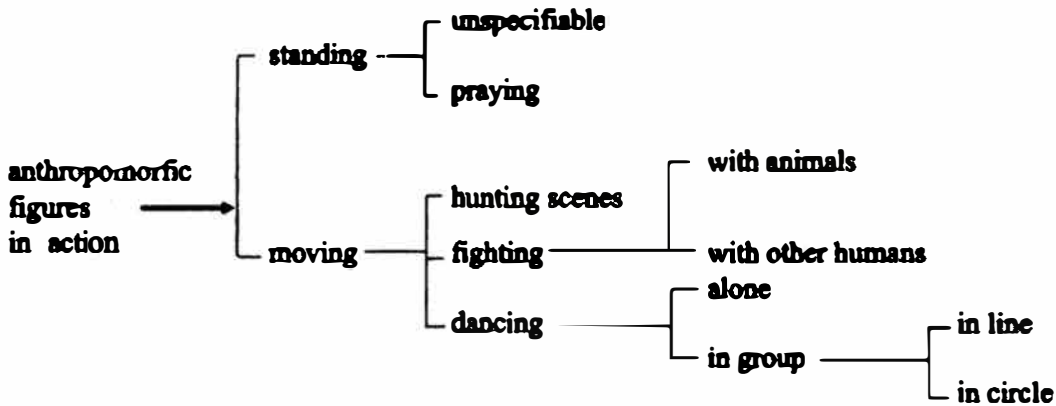 unspecifiable
standing
praying
anthropomorfic
figures
in action
with animals
hunting scenes
moving
fighting
with other humans
alone
dancing
in line
in group
in circle